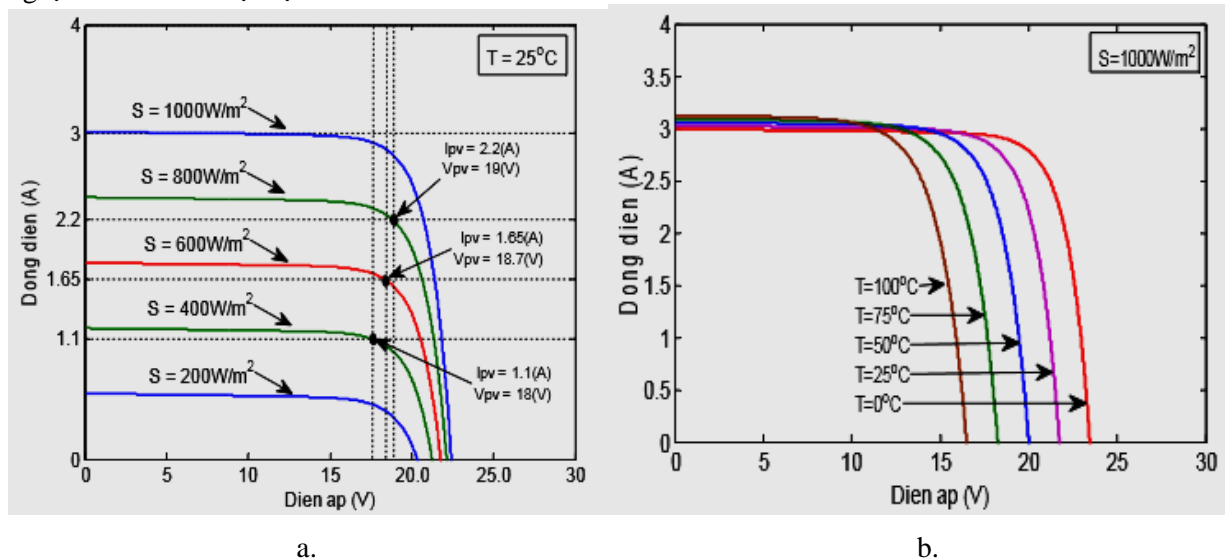 4
T = 25°C
S = 1000W/m²
3
Ipv = 2.2(A)
Vpv = 19(V)
S = 800W/m²
2.2
Ipv = 1.65(A)
Vpv = 18.7(V)
S = 600W/m²
1.65
S = 400W/m²
1.1
Ipv = 1.1(A)
Vpv = 18(V)
S = 200W/m²
0
0 5 10 15 20.0 25.0 30
Dong dien (A)
Dien ap (V)
a.
4
S=1000W/m²
3.5
3
2.5
2
1.5
T=100°C
T=75°C
1
T=50°C
T=25°C
0.5
T=0°C
0
0 5 10 15 20 25 30
Dong dien (A)
Dien ap (V)
b.